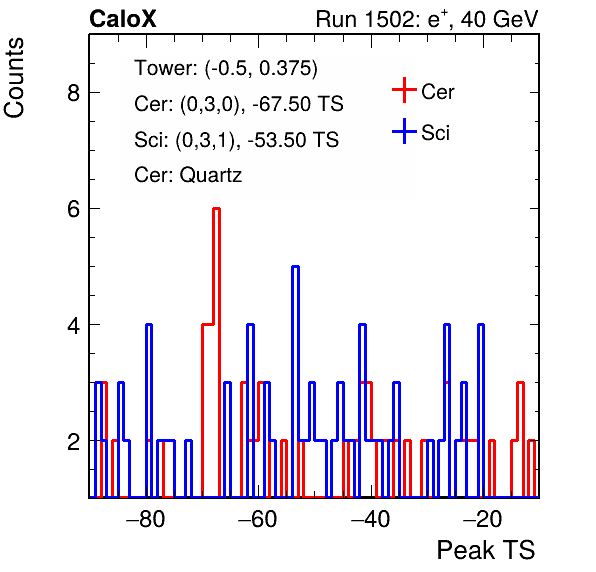 CaloX Run 1502: e⁺, 40 GeV
Counts
Tower: (-0.5, 0.375)
Cer: (0,3,0), -67.50 TS
Sci: (0,3,1), -53.50 TS
Cer: Quartz
Cer
Sci
8
6
4
2
−80 −60 −40 −20
Peak TS